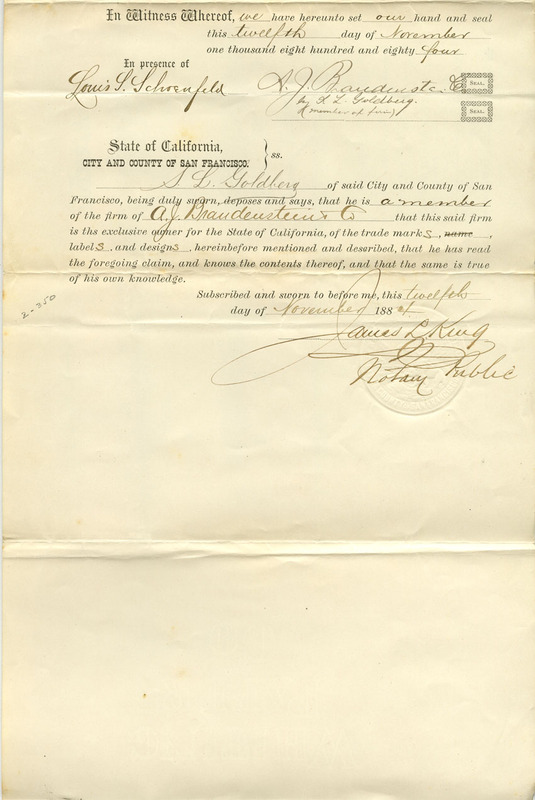 In Witness Whereof, we have hereunto set our hand and seal
this twelfth day of November
one thousand eight hundred and eighty four
In presence of
Louis S. Schoenfeld
A. J. Brandenstein & Co
SEAL.
by S. L. Goldberg.
(member of firm)
SEAL.
State of California,
CITY AND COUNTY OF SAN FRANCISCO. } ss.
S L Goldberg of said City and County of San
Francisco, being duly sworn, deposes and says, that he is a member
of the firm of A. J. Brandenstein & Co that this said firm
is ths exclusive owner for the State of California, of the trade marks, name,
labels and designs, hereinbefore mentioned and dsseribed, that he has read
the foregoing claim, and knows the contents thereof, and that the same is true
of his own knowledge.
Subscribed and sworn to before me, this twelfth
day of November 1884
2-350
James L King
Notary Public